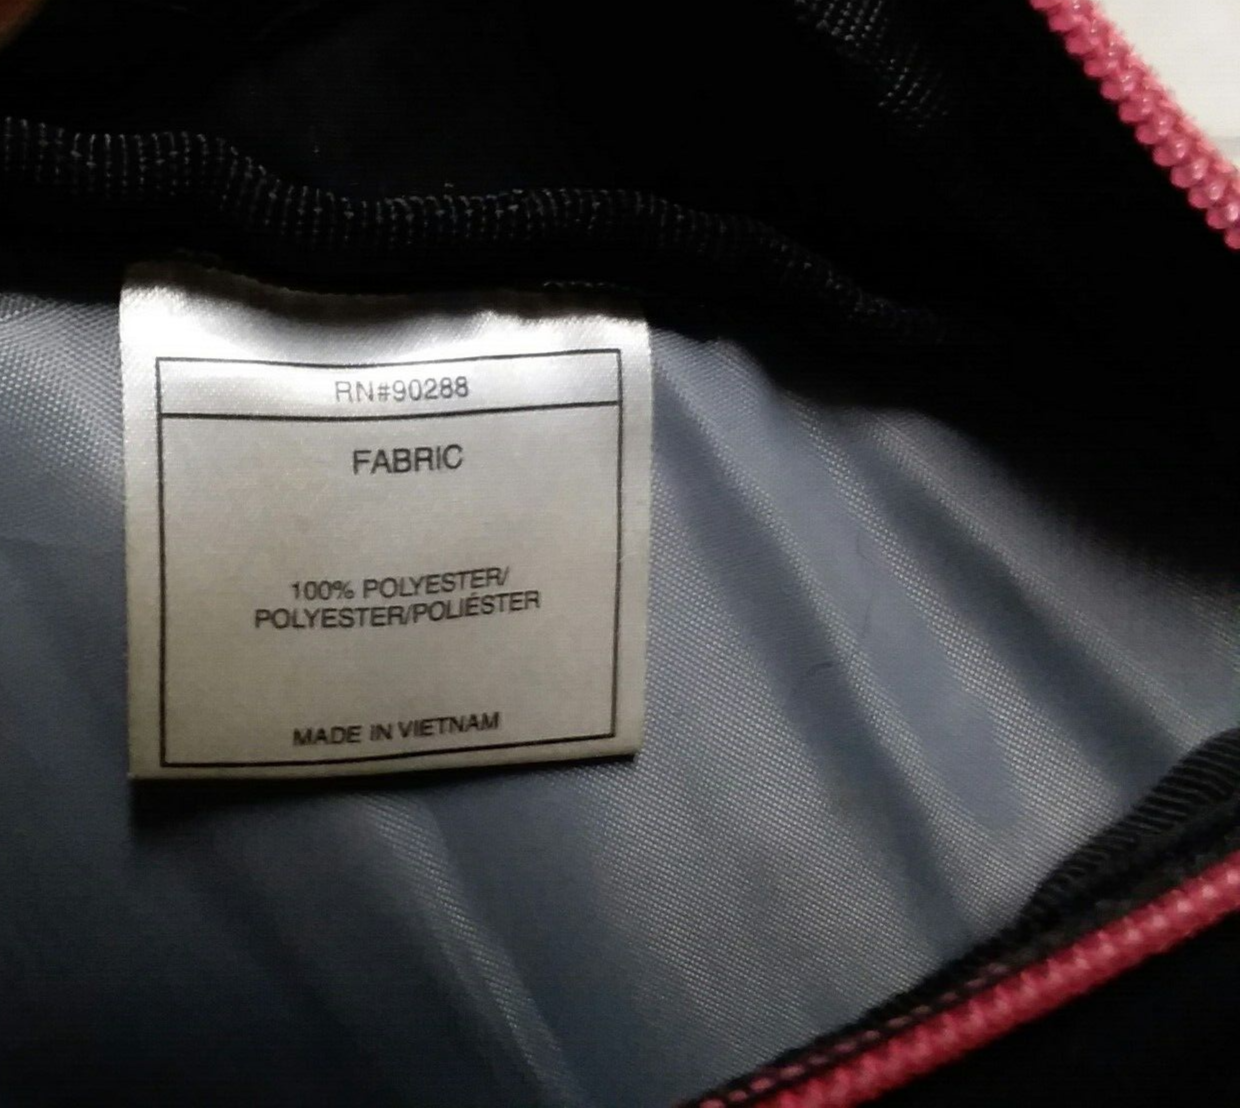 RN#90288
FABRIC
100% POLYESTER/
POLYESTER/POLIÉSTER
MADE IN VIETNAM